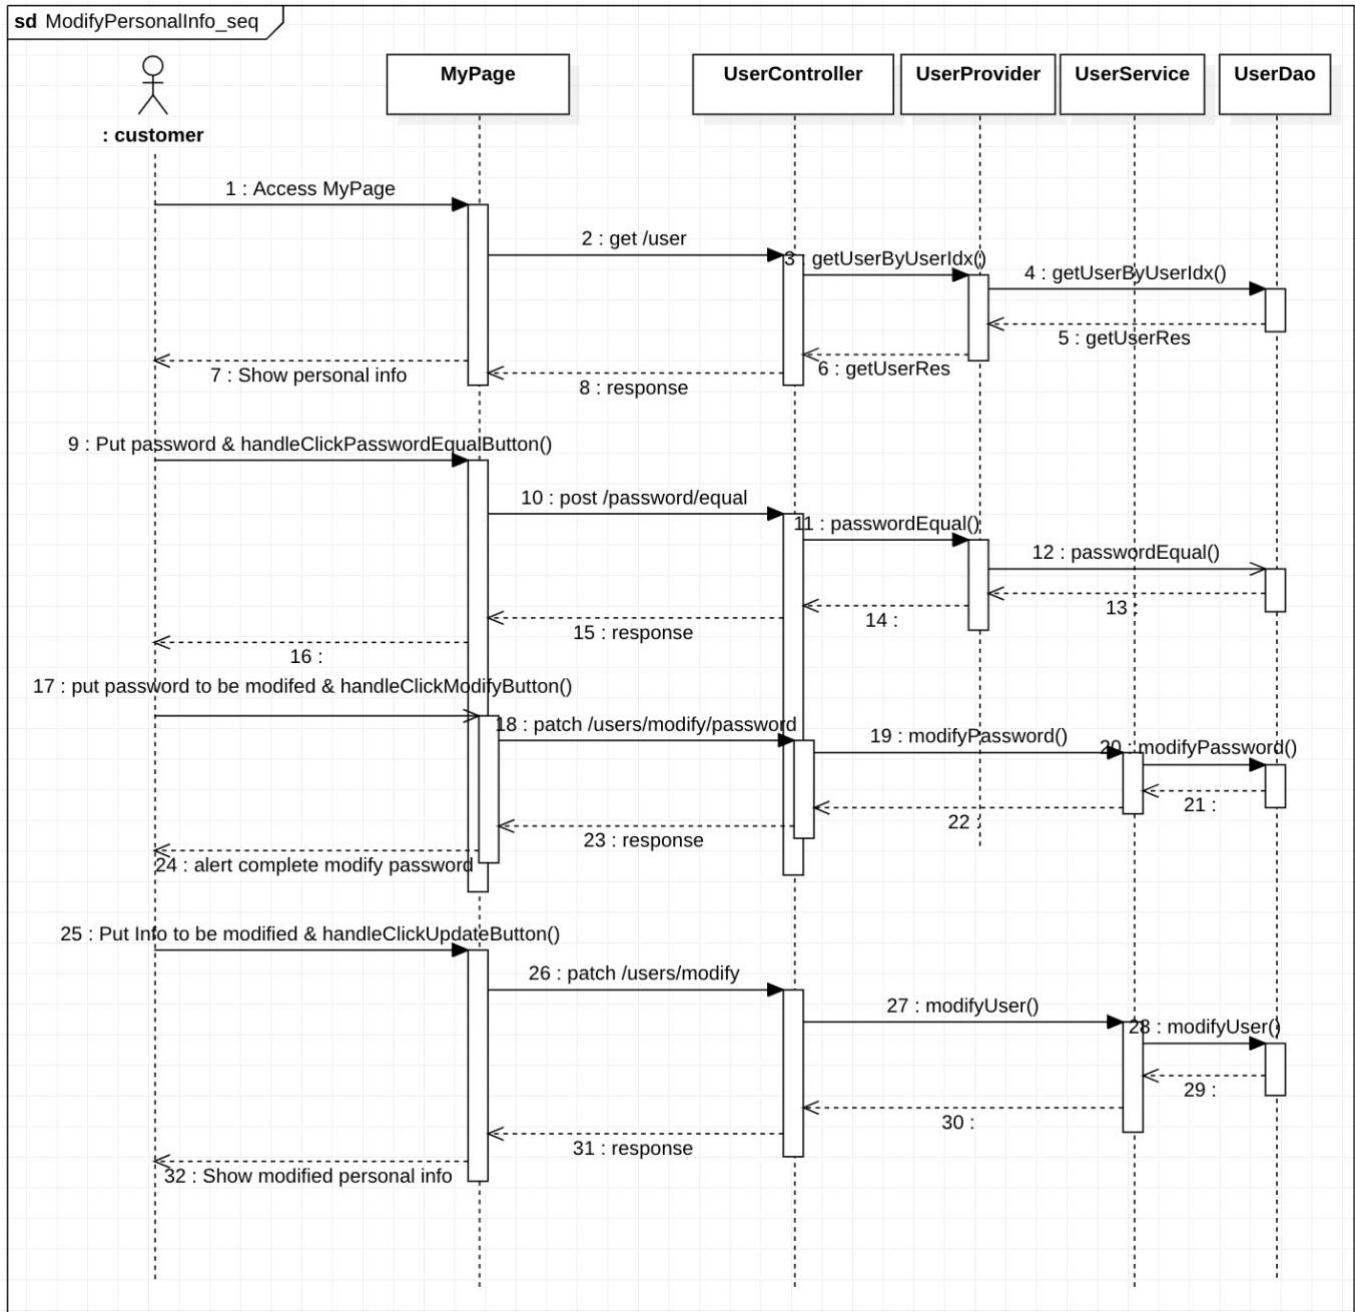 sd ModifyPersonalInfo_seq
MyPage
UserController
UserProvider
UserService
UserDao
: customer
1 : Access MyPage
2 : get /user
3 : getUserByUserIdx()
4 : getUserByUserIdx()
5 : getUserRes
6 : getUserRes
7 : Show personal info
8 : response
9 : Put password & handleClickPasswordEqualButton()
10 : post /password/equal
11 : passwordEqual()
12 : passwordEqual()
13 :
14 :
15 : response
16 :
17 : put password to be modifed & handleClickModifyButton()
18 : patch /users/modify/password
19 : modifyPassword()
20 : modifyPassword()
21 :
22 :
23 : response
24 : alert complete modify password
25 : Put Info to be modified & handleClickUpdateButton()
26 : patch /users/modify
27 : modifyUser()
28 : modifyUser()
29 :
30 :
31 : response
32 : Show modified personal info